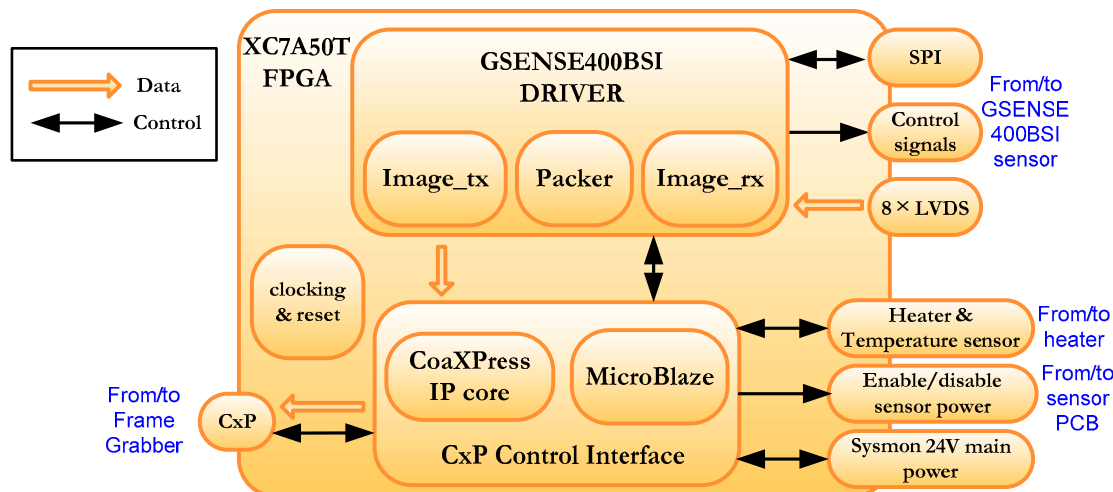 Data
Control
XC7A50T
FPGA
GSENSE400BSI
DRIVER
Image_tx
Packer
Image_rx
SPI
Control
signals
8 × LVDS
From/to
GSENSE
400BSI
sensor
clocking
& reset
CoaXPress
IP core
MicroBlaze
CxP Control Interface
Heater &
Temperature sensor
From/to
heater
Enable/disable
sensor power
From/to
sensor
PCB
Sysmon 24V main
power
From/to
Frame
Grabber
CxP